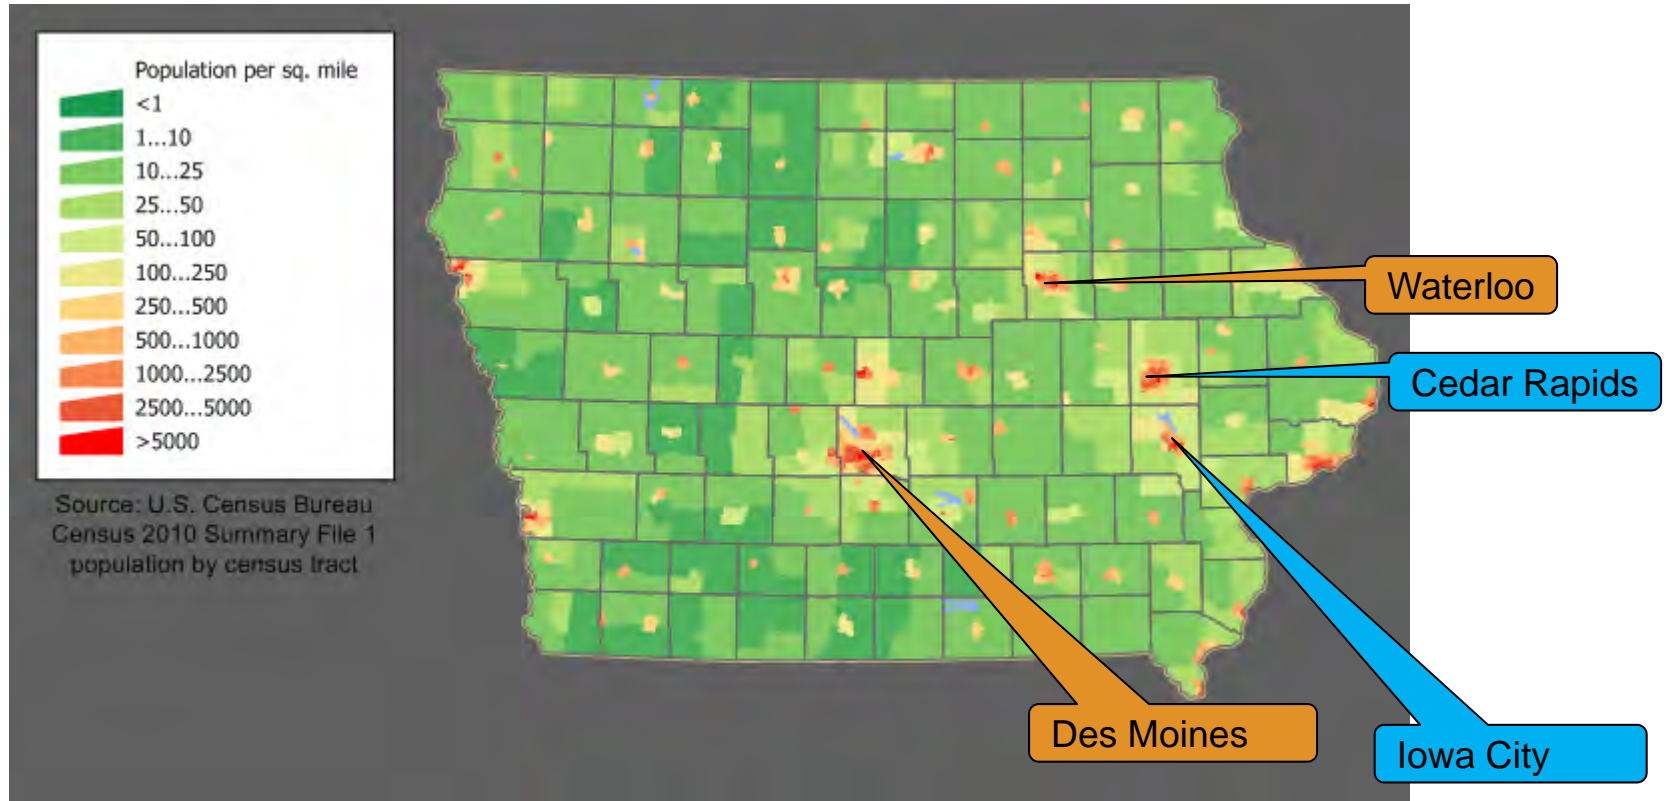 Population per sq. mile
<1
1...10
10...25
25...50
50...100
100...250
250...500
500...1000
1000...2500
2500...5000
>5000
Source: U.S. Census Bureau
Census 2010 Summary File 1
population by census tract
Waterloo
Cedar Rapids
Des Moines
Iowa City